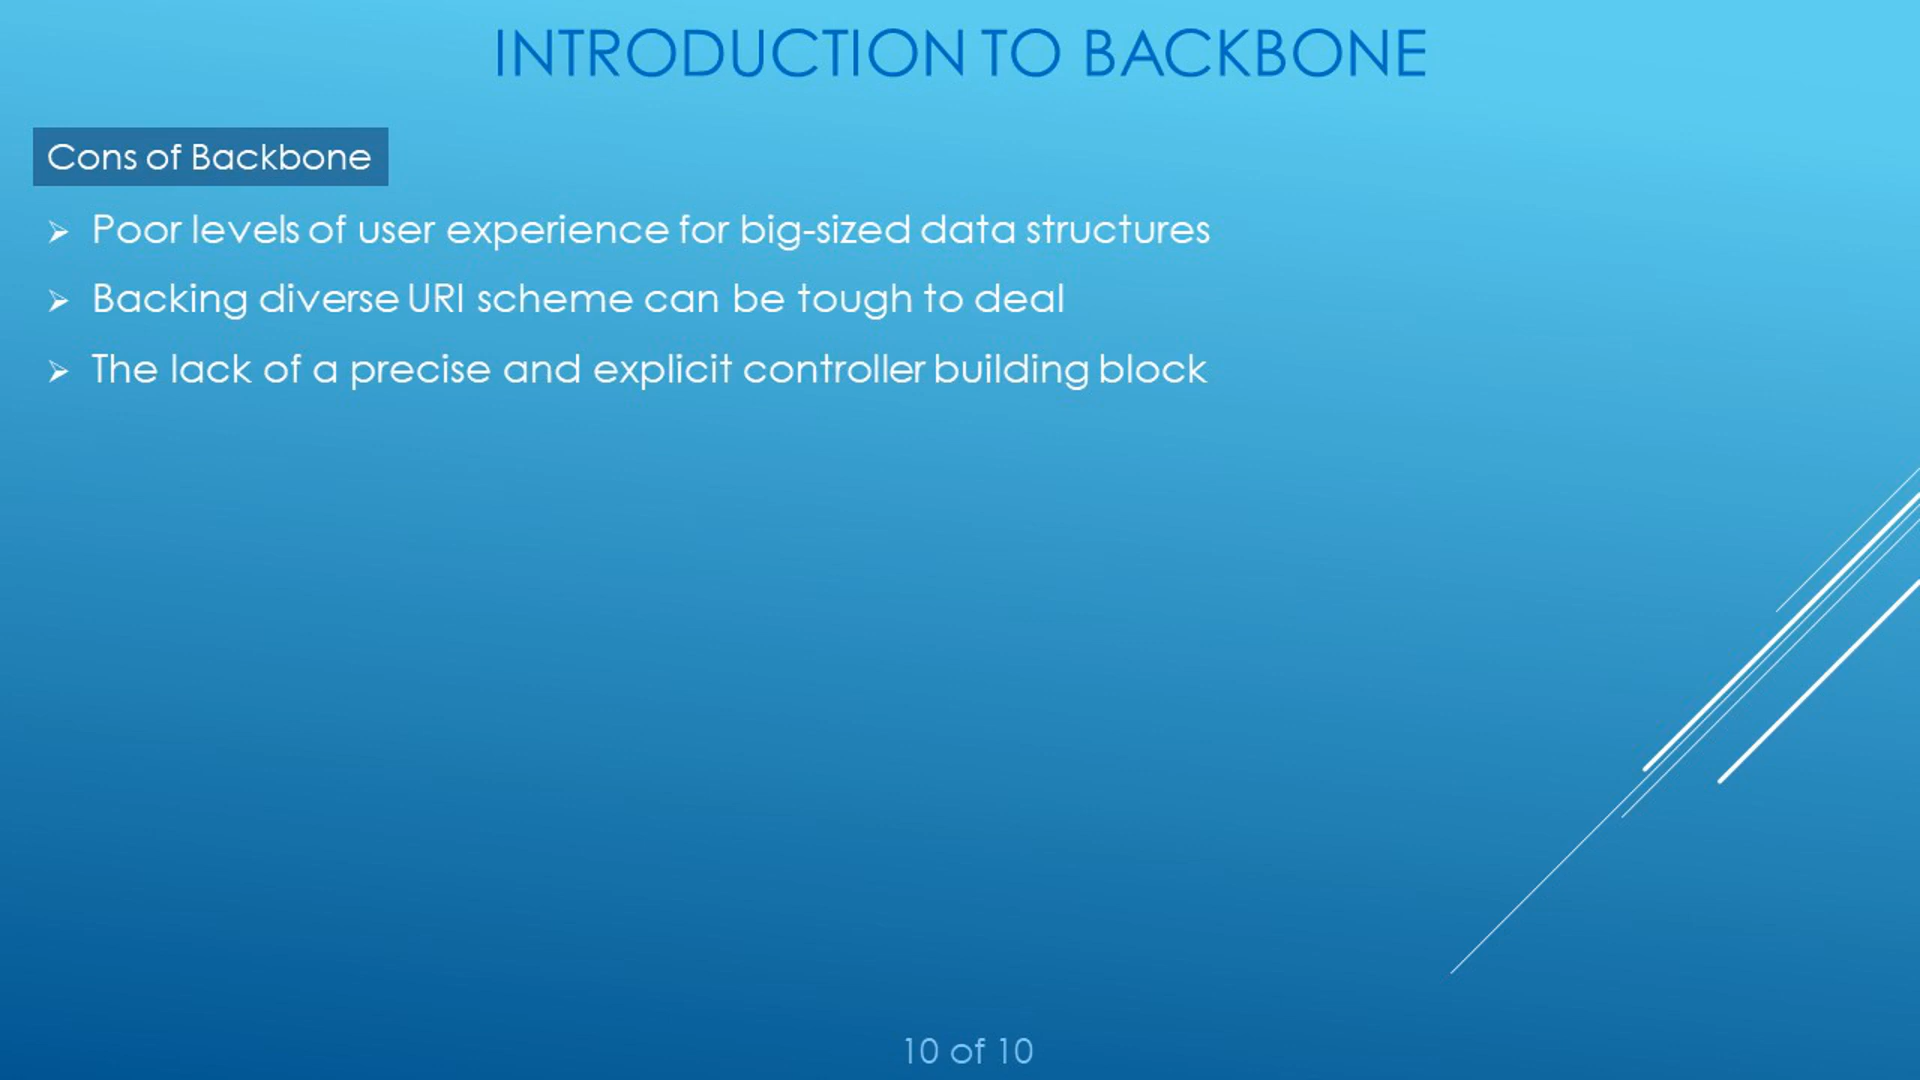 INTRODUCTION TO BACKBONE
Cons of Backbone
Poor levels of user experience for big-sized data structures
Backing diverse URI scheme can be tough to deal
The lack of a precise and explicit controller building block
10 of 10